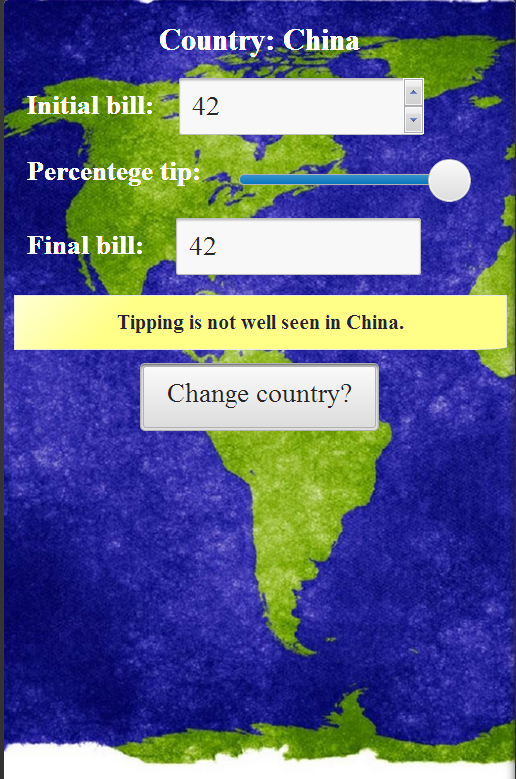 Country: China
Initial bill: 42
Percentege tip:
Final bill: 42
Tipping is not well seen in China.
Change country?